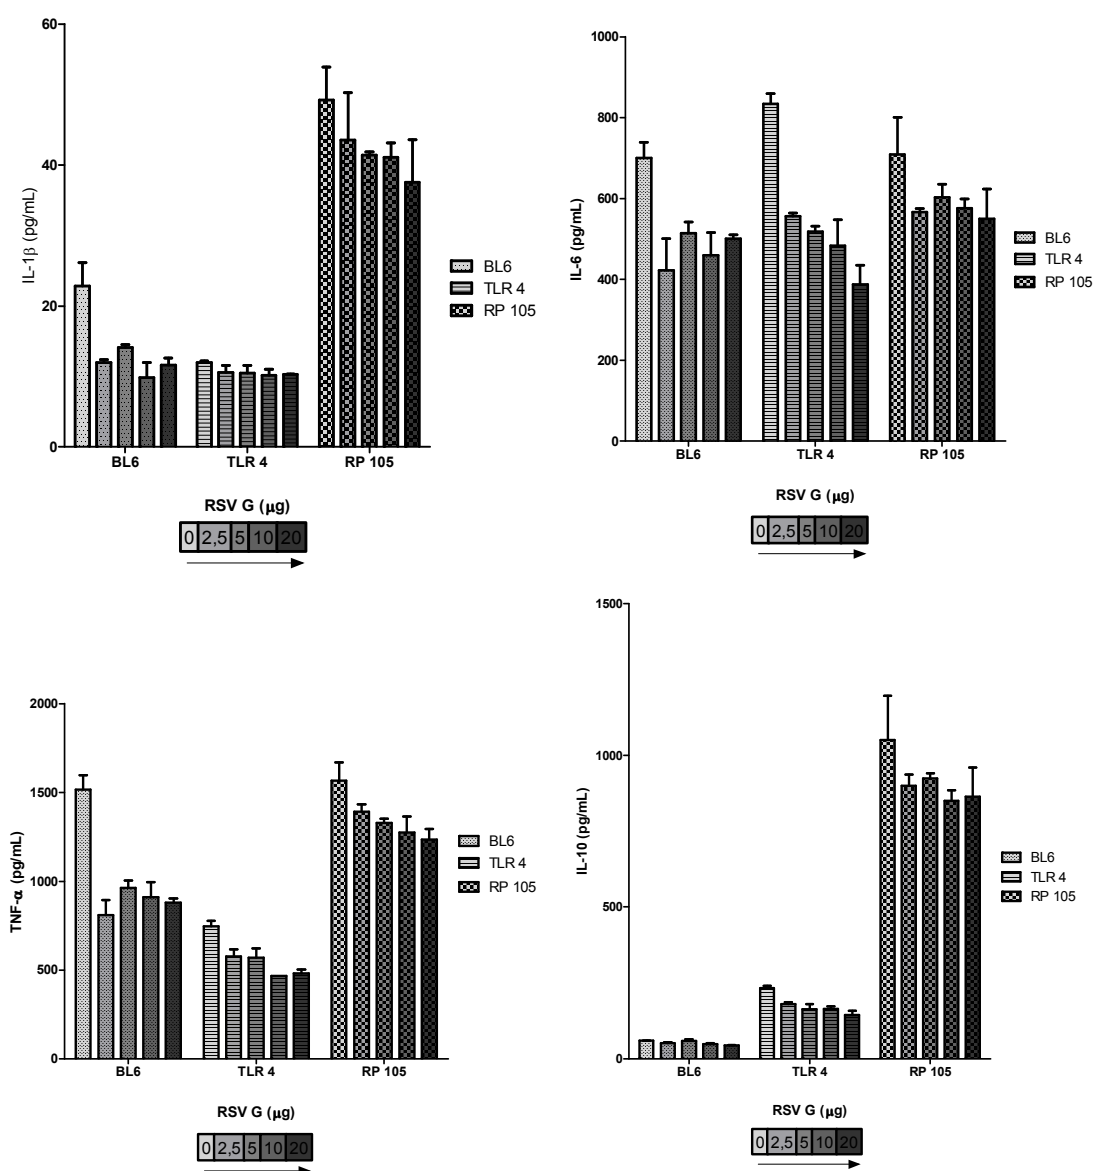 60
40
20
0
IL-1β (pg/mL)
BL6
TLR 4
RP 105
BL6
TLR 4
RP 105
RSV G (µg)
0 2,5 5 10 20
1000
800
600
400
200
0
IL-6 (pg/mL)
BL6
TLR 4
RP 105
BL6
TLR 4
RP 105
RSV G (µg)
0 2,5 5 10 20
2000
1500
1000
500
0
TNF-α (pg/mL)
BL6
TLR 4
RP 105
BL6
TLR 4
RP 105
RSV G (µg)
0 2,5 5 10 20
1500
1000
500
0
IL-10 (pg/mL)
BL6
TLR 4
RP 105
BL6
TLR 4
RP 105
RSV G (µg)
0 2,5 5 10 20